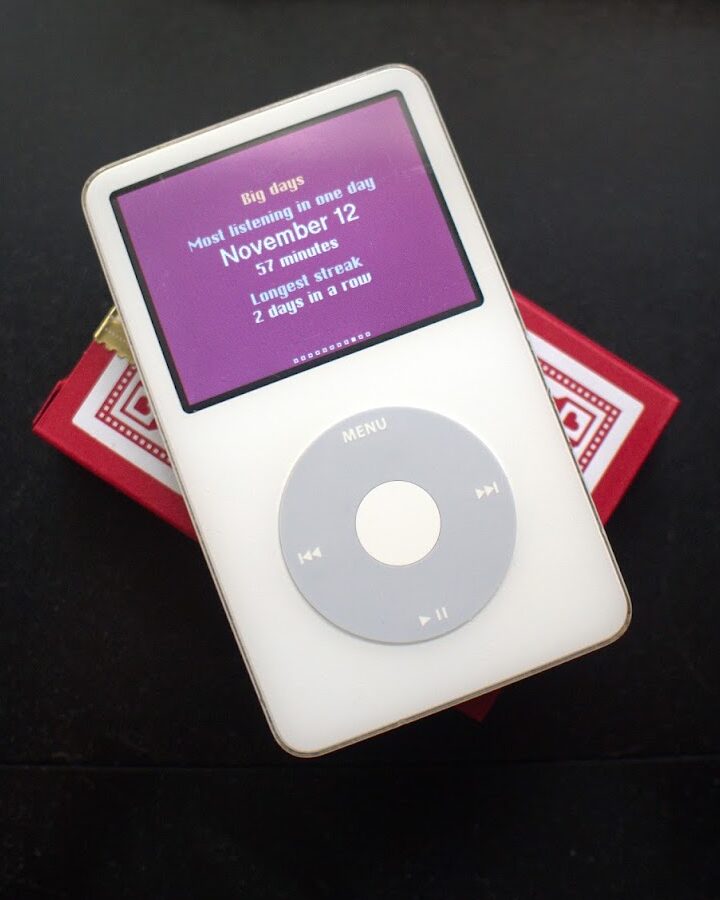 Big days
Most listening in one day
November 12
57 minutes
Longest streak
2 days in a row
MENU